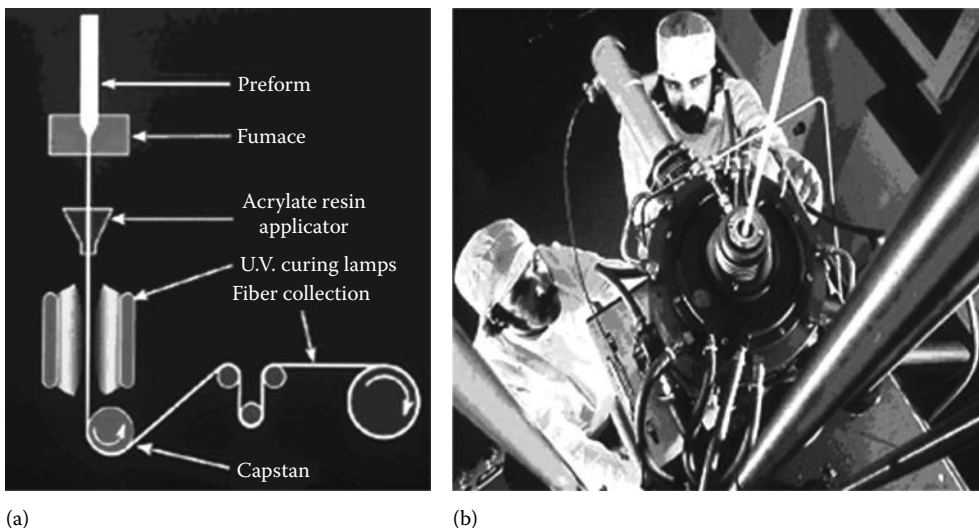 Preform
Fumace
Acrylate resin
applicator
U.V. curing lamps
Fiber collection
Capstan
(a)
(b)